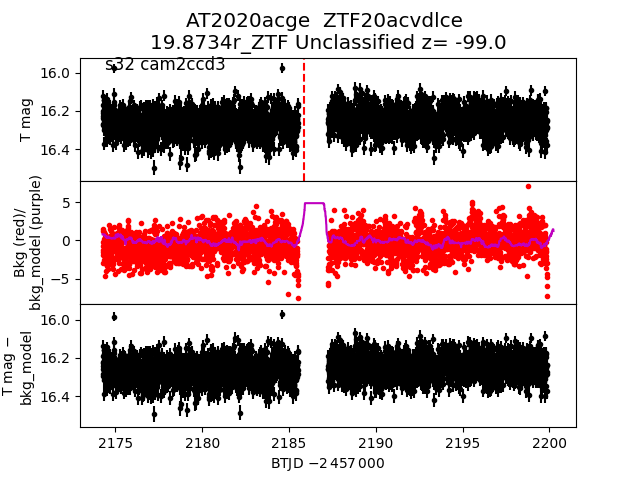 AT2020acge  ZTF20acvdlce
19.8734r_ZTF Unclassified z= -99.0
s32 cam2ccd3
16.0
16.2
16.4
T mag
5
0
−5
Bkg (red)/
bkg_model (purple)
16.0
16.2
16.4
T mag −
bkg_model
2175 2180 2185 2190 2195 2200
BTJD −2 457 000